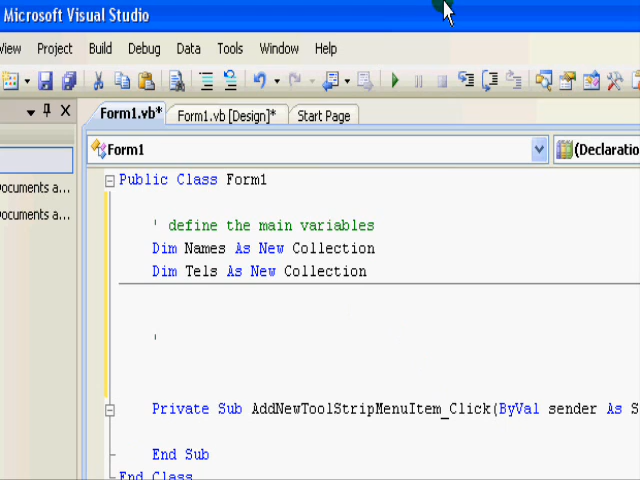 Microsoft Visual Studio
View Project Build Debug Data Tools Window Help
Form1.vb* Form1.vb [Design]* Start Page
Form1 (Declaratio
Documents a...
Documents a...
Public Class Form1
' define the main variables
Dim Names As New Collection
Dim Tels As New Collection
'
Private Sub AddNewToolStripMenuItem_Click(ByVal sender As S
End Sub
End Class